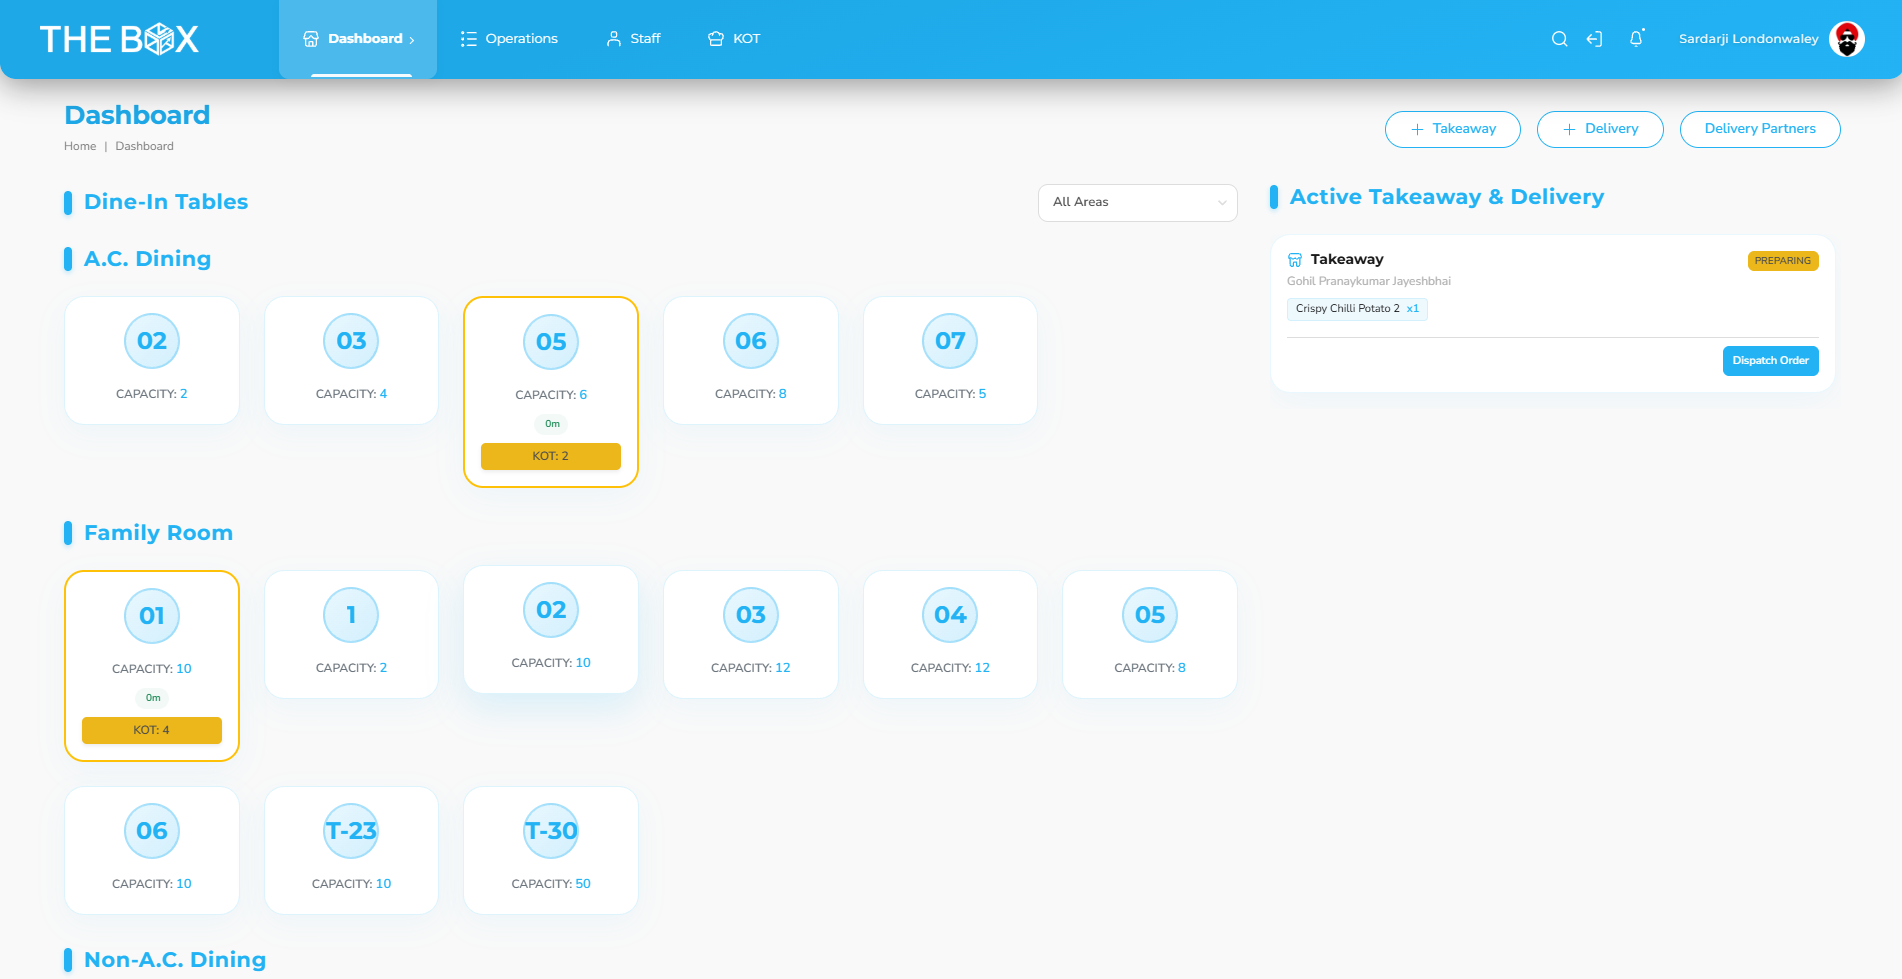 THE BOX
Dashboard
Operations
Staff
KOT
Sardarji Londonwaley
Dashboard
Home | Dashboard
+ Takeaway
+ Delivery
Delivery Partners
Dine-In Tables
All Areas
A.C. Dining
02
CAPACITY: 2
03
CAPACITY: 4
05
CAPACITY: 6
0m
KOT: 2
06
CAPACITY: 8
07
CAPACITY: 5
Family Room
01
CAPACITY: 10
0m
KOT: 4
1
CAPACITY: 2
02
CAPACITY: 10
03
CAPACITY: 12
04
CAPACITY: 12
05
CAPACITY: 8
06
CAPACITY: 10
T-23
CAPACITY: 10
T-30
CAPACITY: 50
Non-A.C. Dining
Active Takeaway & Delivery
Takeaway
PREPARING
Gohil Pranaykumar Jayeshbhai
Crispy Chilli Potato 2 x1
Dispatch Order